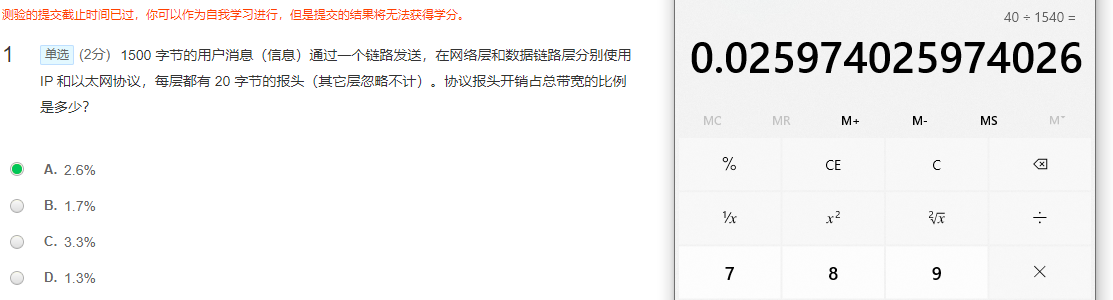 测验的提交截止时间已过，你可以作为自我学习进行，但是提交的结果将无法获得学分。
1 单选 (2分) 1500 字节的用户消息（信息）通过一个链路发送，在网络层和数据链路层分别使用
IP 和以太网协议，每层都有 20 字节的报头（其它层忽略不计）。协议报头开销占总带宽的比例
是多少？
A. 2.6%
B. 1.7%
C. 3.3%
D. 1.3%
40 ÷ 1540 =
0.025974025974026
MC MR M+ M- MS Mˇ
% CE C ⌫
¹⁄x x² ²√x ÷
7 8 9 ×